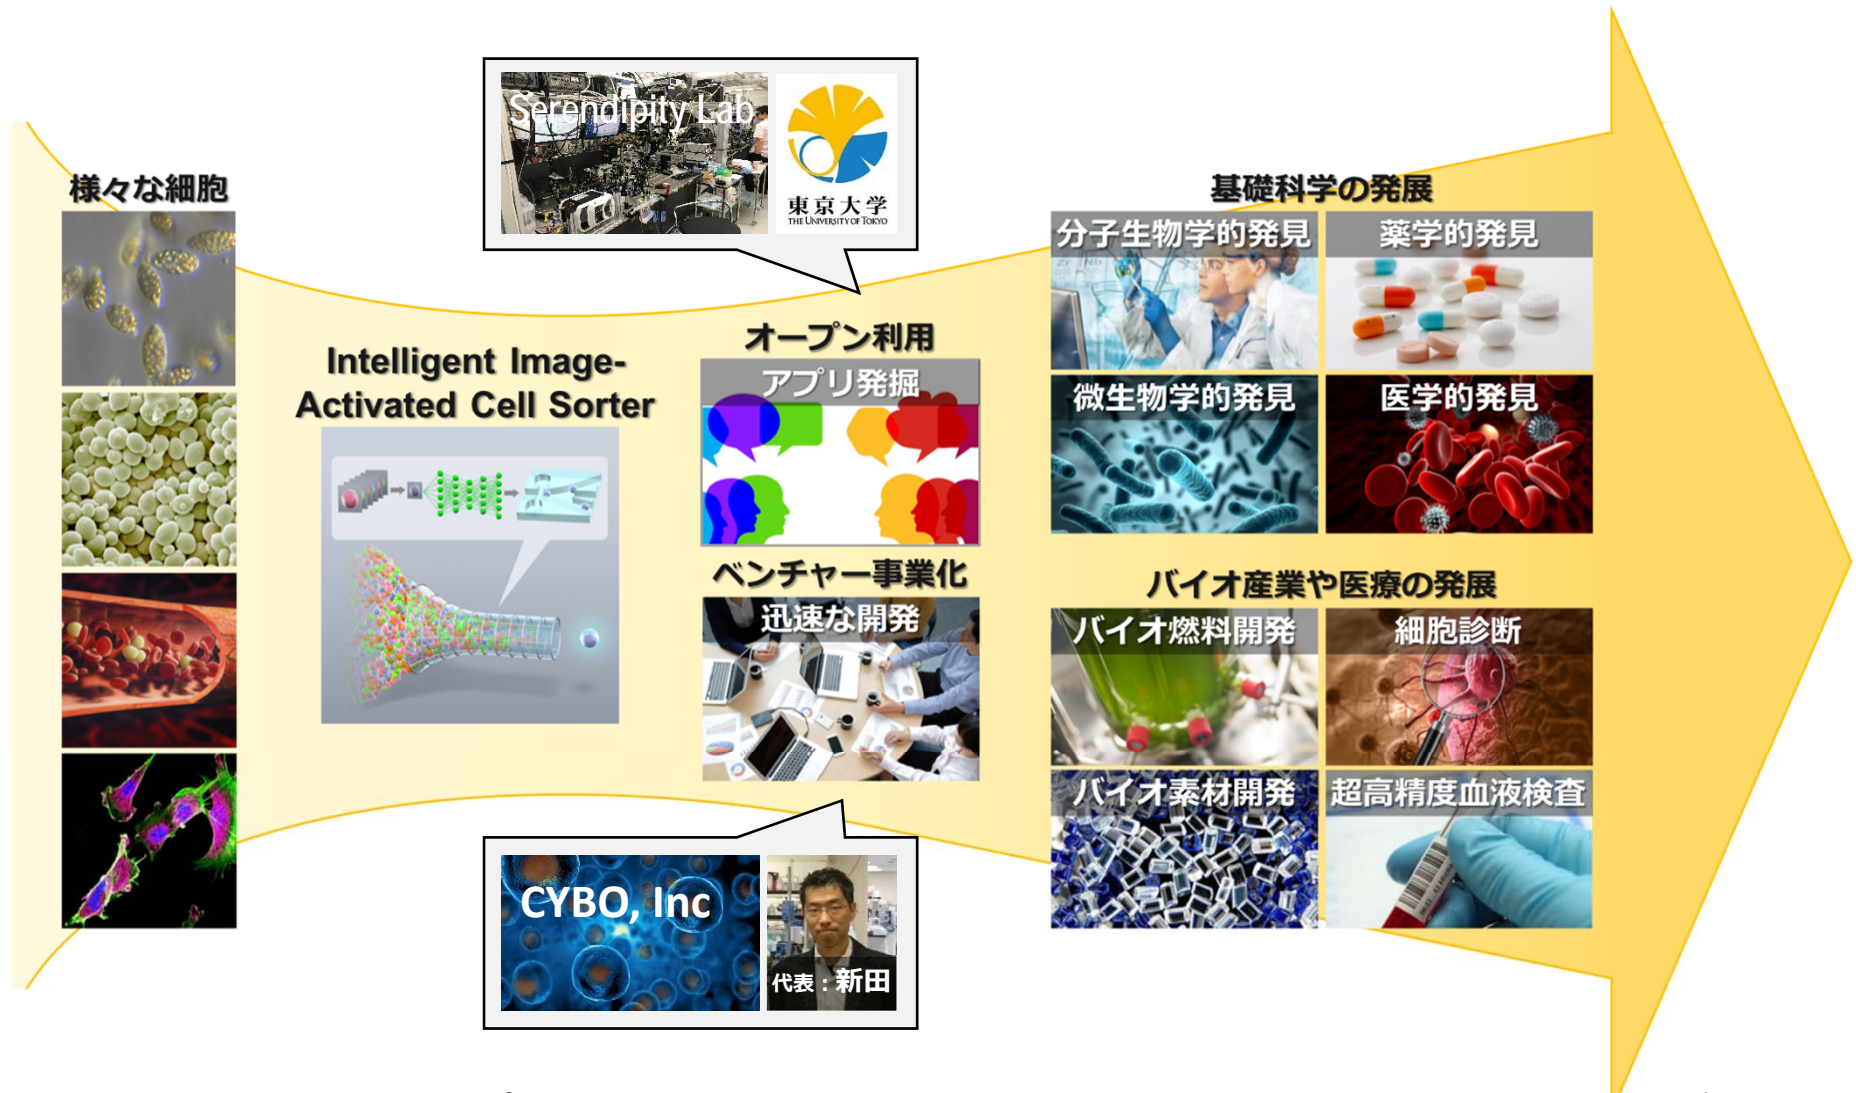 Serendipity Lab
東京大学
THE UNIVERSITY OF TOKYO
様々な細胞
Intelligent Image-
Activated Cell Sorter
オープン利用
アプリ発掘
ベンチャー事業化
迅速な開発
CYBO, Inc
代表：新田
基礎科学の発展
分子生物学的発見
薬学的発見
微生物学的発見
医学的発見
バイオ産業や医療の発展
バイオ燃料開発
細胞診断
バイオ素材開発
超高精度血液検査